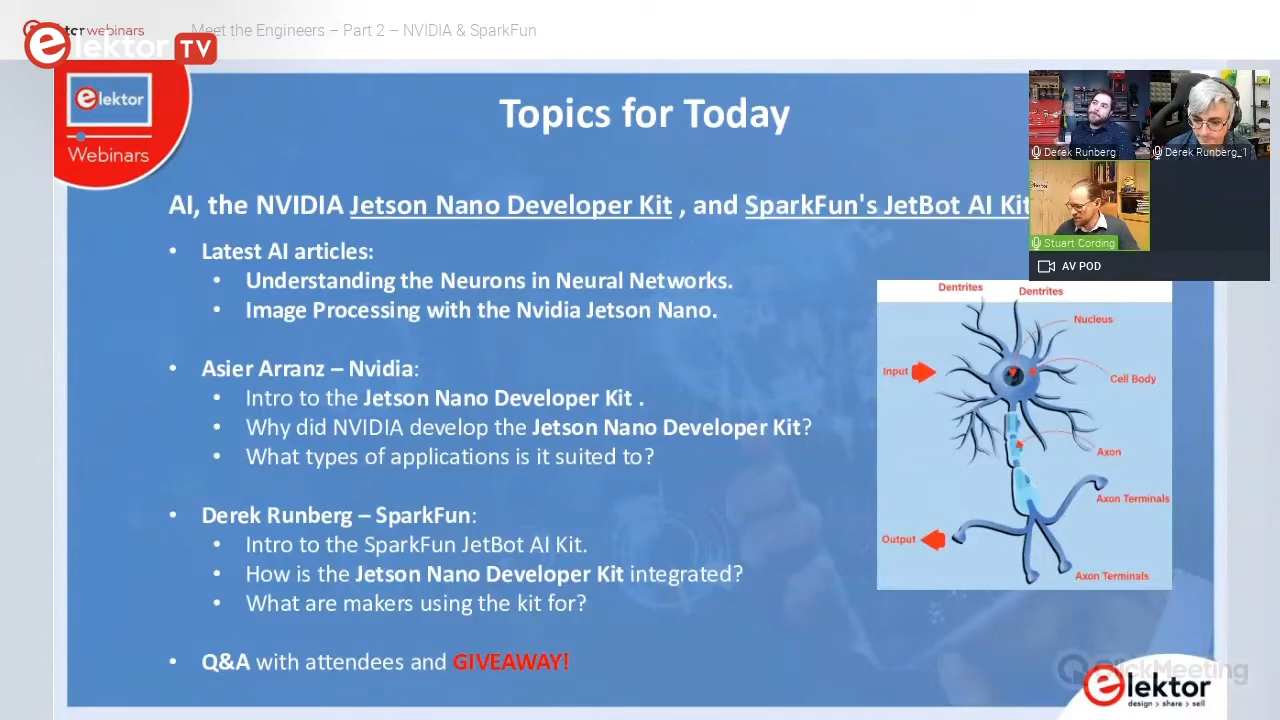 ktor webinars
Meet the Engineers – Part 2 – NVIDIA & SparkFun
elektor TV
elektor
Webinars
Topics for Today
AI, the NVIDIA Jetson Nano Developer Kit , and SparkFun's JetBot AI Kit
• Latest AI articles:
• Understanding the Neurons in Neural Networks.
• Image Processing with the Nvidia Jetson Nano.
• Asier Arranz – Nvidia:
• Intro to the Jetson Nano Developer Kit .
• Why did NVIDIA develop the Jetson Nano Developer Kit?
• What types of applications is it suited to?
• Derek Runberg – SparkFun:
• Intro to the SparkFun JetBot AI Kit.
• How is the Jetson Nano Developer Kit integrated?
• What are makers using the kit for?
• Q&A with attendees and GIVEAWAY!
Derek Runberg
Derek Runberg_1
Stuart Cording
AV POD
Dentrites
Dentrites
Nucleus
Input
Cell Body
Axon
Axon Terminals
Output
Axon Terminals
ClickMeeting
elektor
design > share > sell